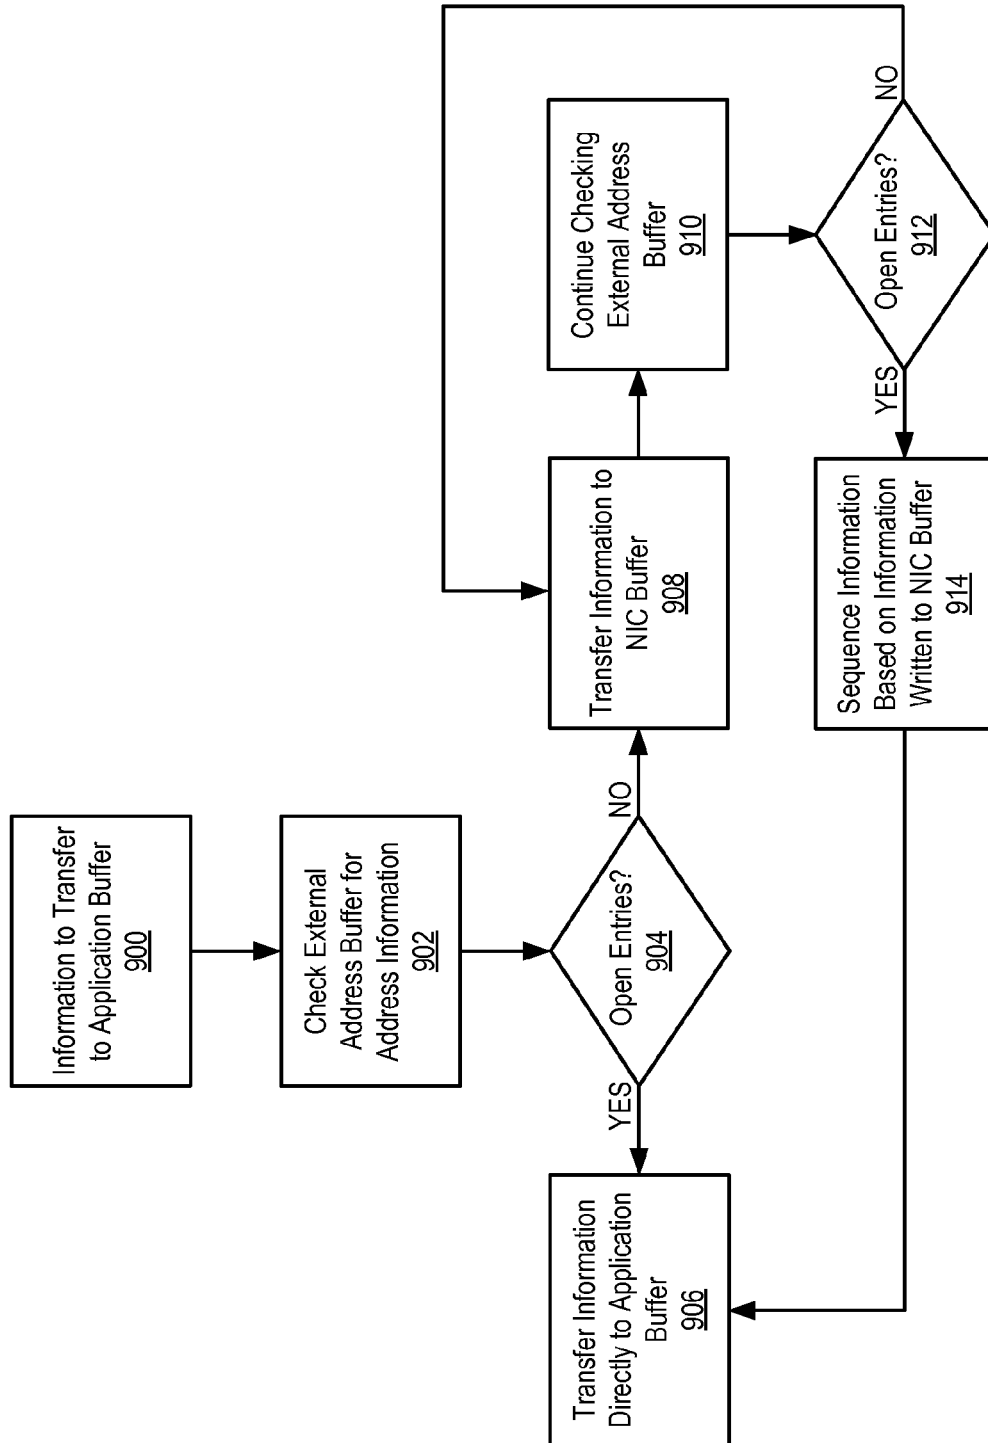 Information to Transfer
to Application Buffer
900
Check External
Address Buffer for
Address Information
902
Open Entries?
904
YES
NO
Transfer Information
Directly to Application
Buffer
906
Transfer Information to
NIC Buffer
908
Continue Checking
External Address
Buffer
910
Open Entries?
912
YES
NO
Sequence Information
Based on Information
Written to NIC Buffer
914